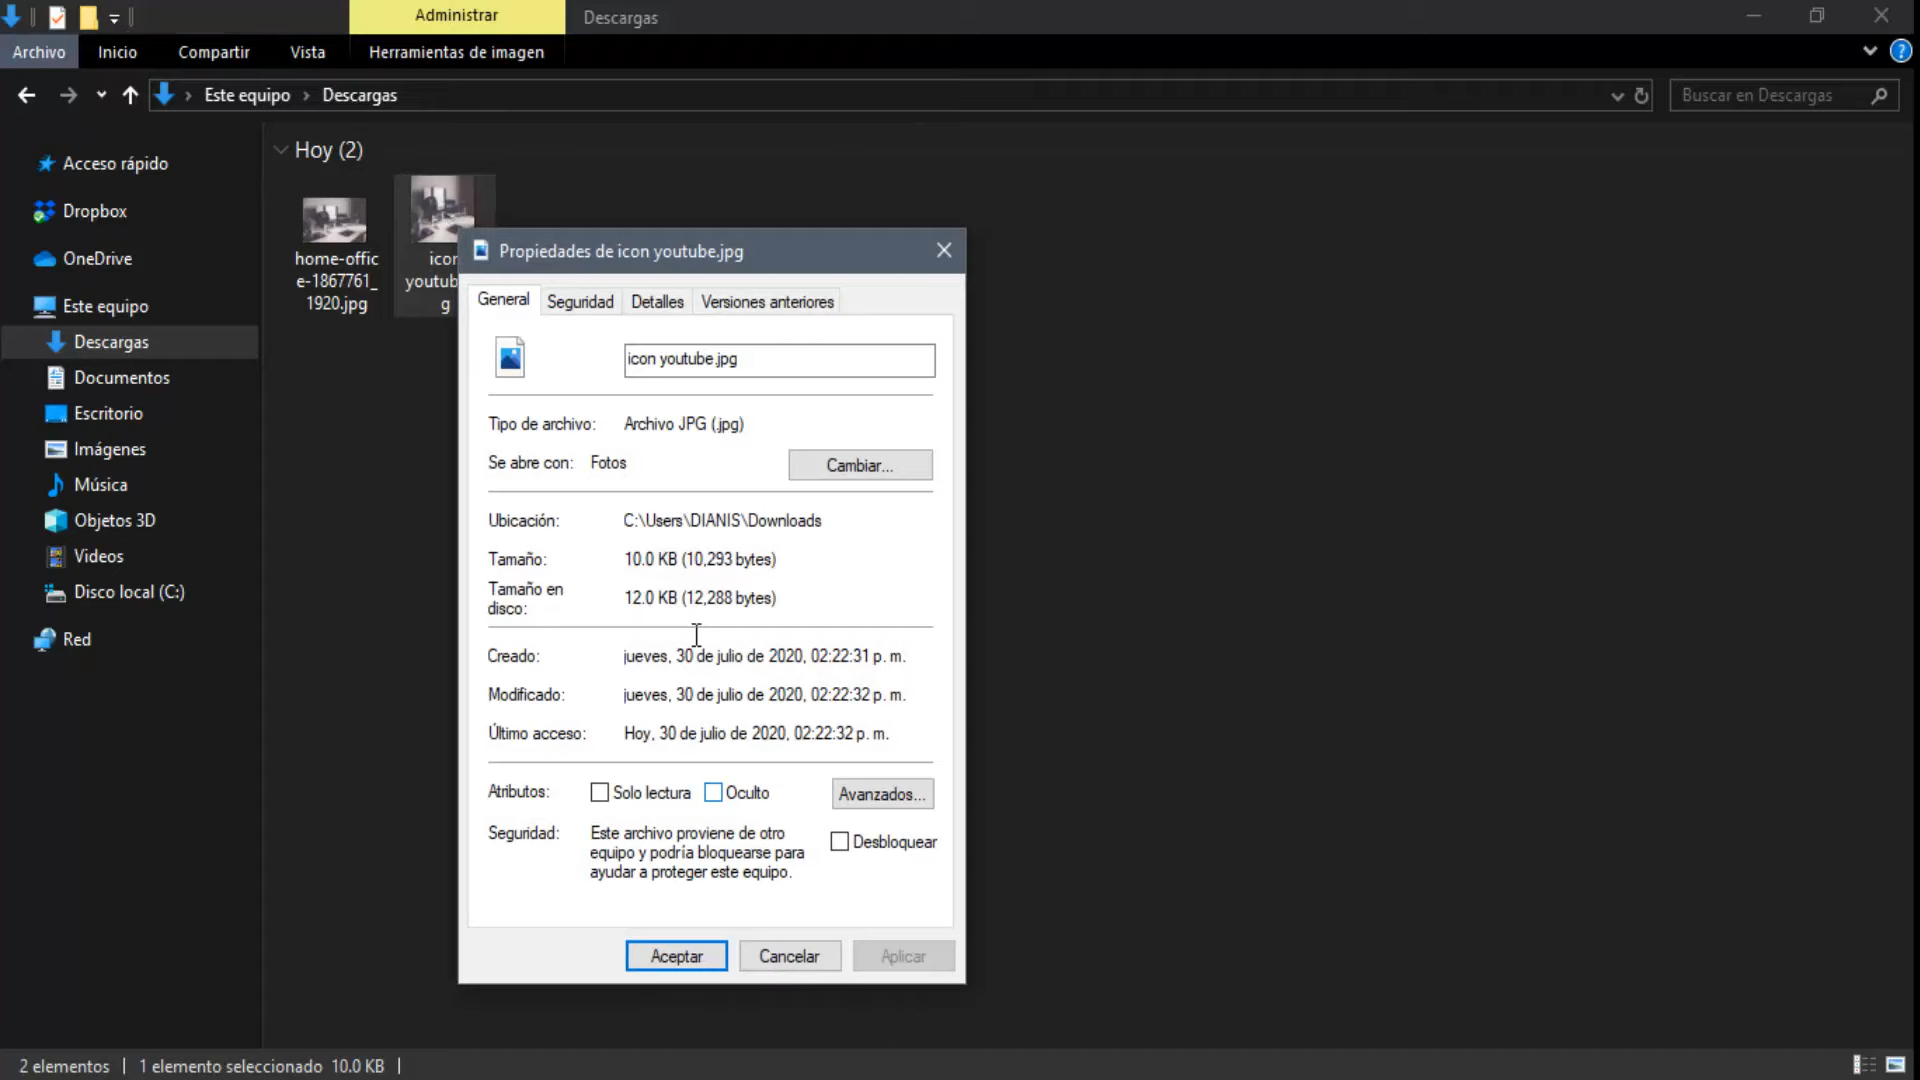 Administrar
Descargas
Archivo
Inicio
Compartir
Vista
Herramientas de imagen
Este equipo
Descargas
Buscar en Descargas
Acceso rápido
Dropbox
OneDrive
Este equipo
Descargas
Documentos
Escritorio
Imágenes
Música
Objetos 3D
Videos
Disco local (C:)
Red
Hoy (2)
home-offic
e-1867761_
1920.jpg
icon
youtub
g
Propiedades de icon youtube.jpg
General
Seguridad
Detalles
Versiones anteriores
icon youtube.jpg
Tipo de archivo: Archivo JPG (.jpg)
Se abre con: Fotos
Cambiar...
Ubicación: C:\Users\DIANIS\Downloads
Tamaño: 10.0 KB (10,293 bytes)
Tamaño en
disco:
12.0 KB (12,288 bytes)
Creado: jueves, 30 de julio de 2020, 02:22:31 p. m.
Modificado: jueves, 30 de julio de 2020, 02:22:32 p. m.
Último acceso: Hoy, 30 de julio de 2020, 02:22:32 p. m.
Atributos: Solo lectura Oculto
Avanzados...
Seguridad: Este archivo proviene de otro
equipo y podría bloquearse para
ayudar a proteger este equipo.
Desbloquear
Aceptar
Cancelar
Aplicar
2 elementos
1 elemento seleccionado 10.0 KB